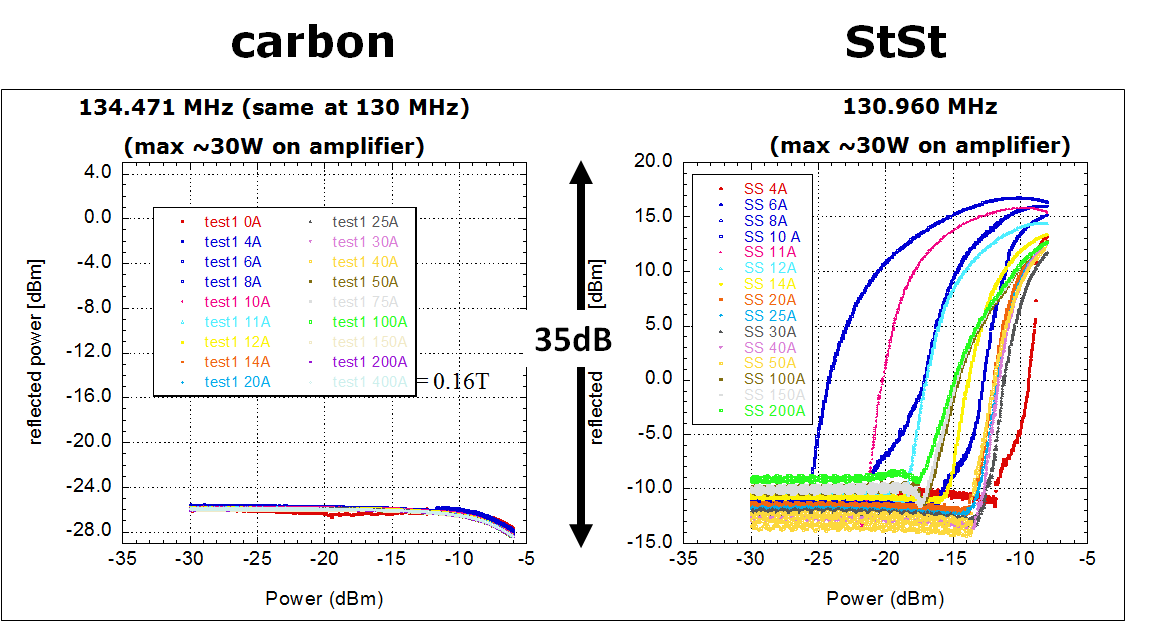 carbon
StSt
134.471 MHz (same at 130 MHz)
(max ~30W on amplifier)
130.960 MHz
(max ~30W on amplifier)
reflected power [dBm]
4.0
0.0
-4.0
-8.0
-12.0
-16.0
-20.0
-24.0
-28.0
-35
-30
-25
-20
-15
-10
-5
Power (dBm)
test1 0A
test1 4A
test1 6A
test1 8A
test1 10A
test1 11A
test1 12A
test1 14A
test1 20A
test1 25A
test1 30A
test1 40A
test1 50A
test1 75A
test1 100A
test1 150A
test1 200A
test1 400A
= 0.16T
35dB
reflected [dBm]
20.0
15.0
10.0
5.0
0.0
-5.0
-10.0
-15.0
-35
-30
-25
-20
-15
-10
-5
Power (dBm)
SS 4A
SS 6A
SS 8A
SS 10 A
SS 11A
SS 12A
SS 14A
SS 20A
SS 25A
SS 30A
SS 40A
SS 50A
SS 100A
SS 150A
SS 200A